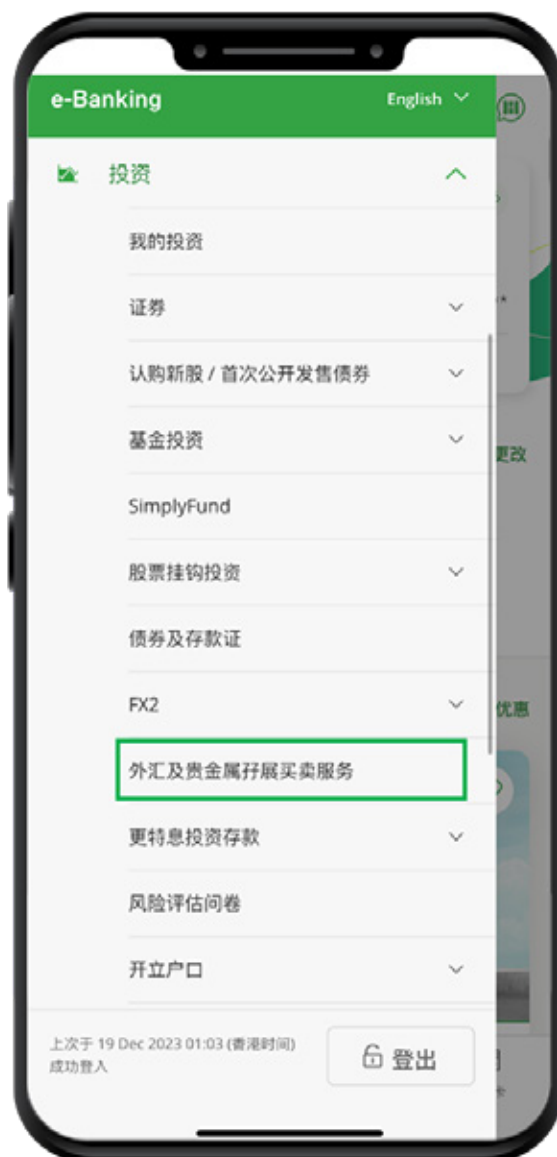 e-Banking
English
投资
我的投资
证券
认购新股 / 首次公开发售债券
基金投资
更改
SimplyFund
股票挂钩投资
债券及存款证
FX2
优惠
外汇及贵金属孖展买卖服务
更特息投资存款
风险评估问卷
开立户口
上次于 19 Dec 2023 01:03 (香港时间)
成功登入
登出
卡